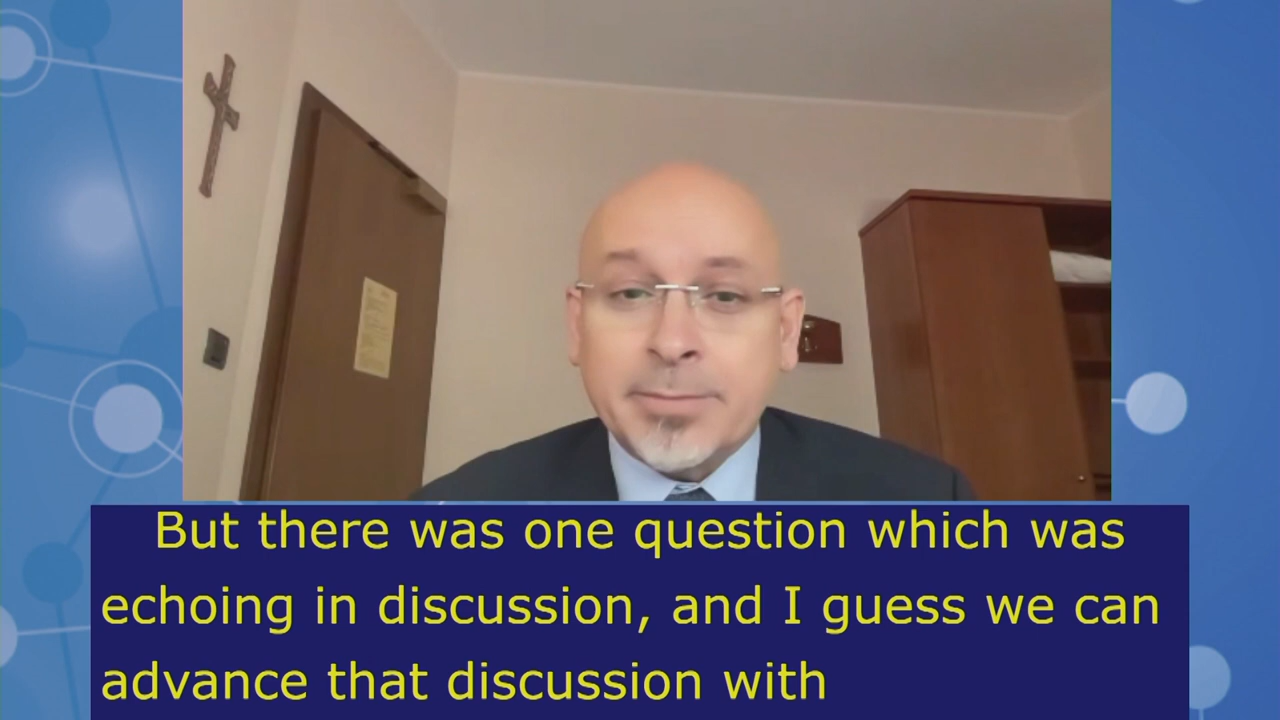 But there was one question which was
echoing in discussion, and I guess we can
advance that discussion with